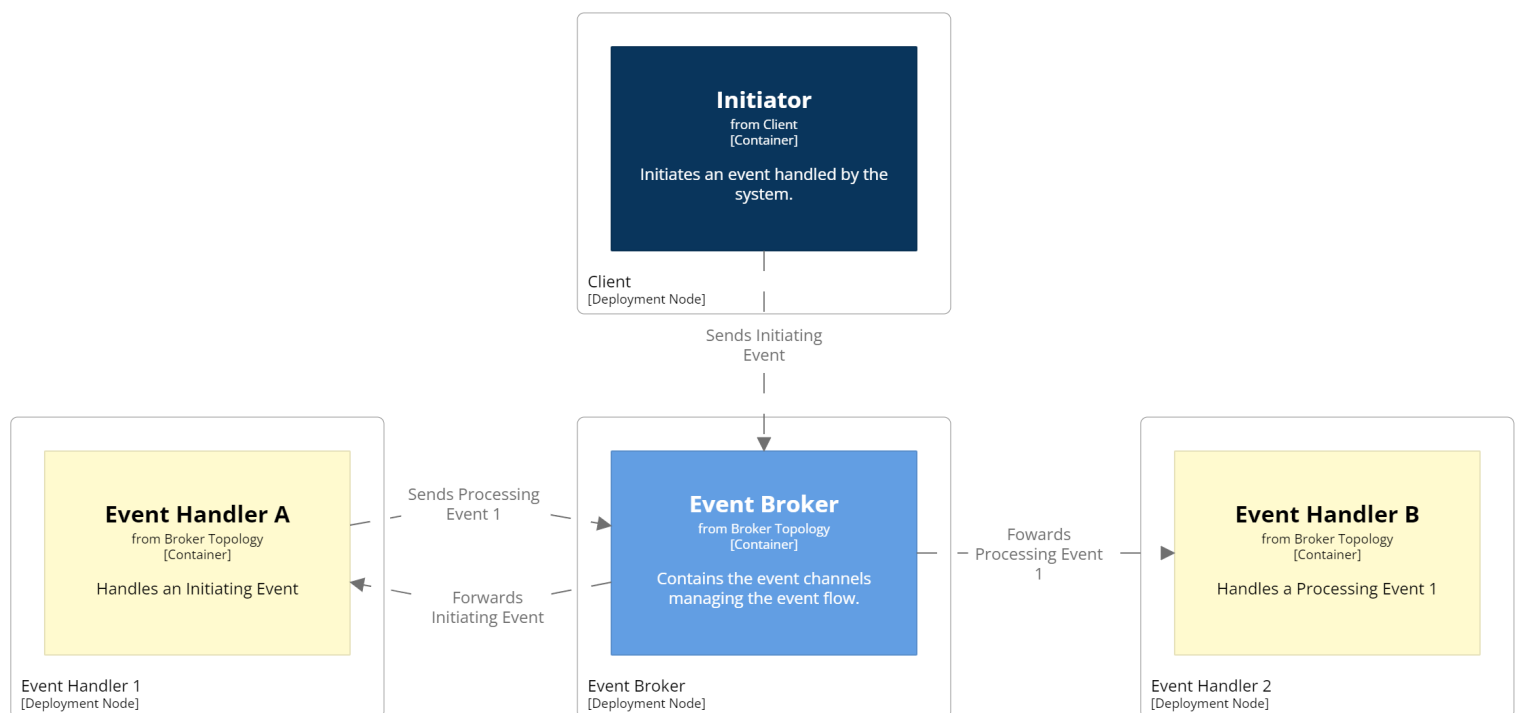 Initiator
from Client
[Container]
Initiates an event handled by the
system.
Client
[Deployment Node]
Sends Initiating
Event
Event Handler A
from Broker Topology
[Container]
Handles an Initiating Event
Event Handler 1
[Deployment Node]
Sends Processing
Event 1
Forwards
Initiating Event
Event Broker
from Broker Topology
[Container]
Contains the event channels
managing the event flow.
Event Broker
[Deployment Node]
Fowards
Processing Event
1
Event Handler B
from Broker Topology
[Container]
Handles a Processing Event 1
Event Handler 2
[Deployment Node]